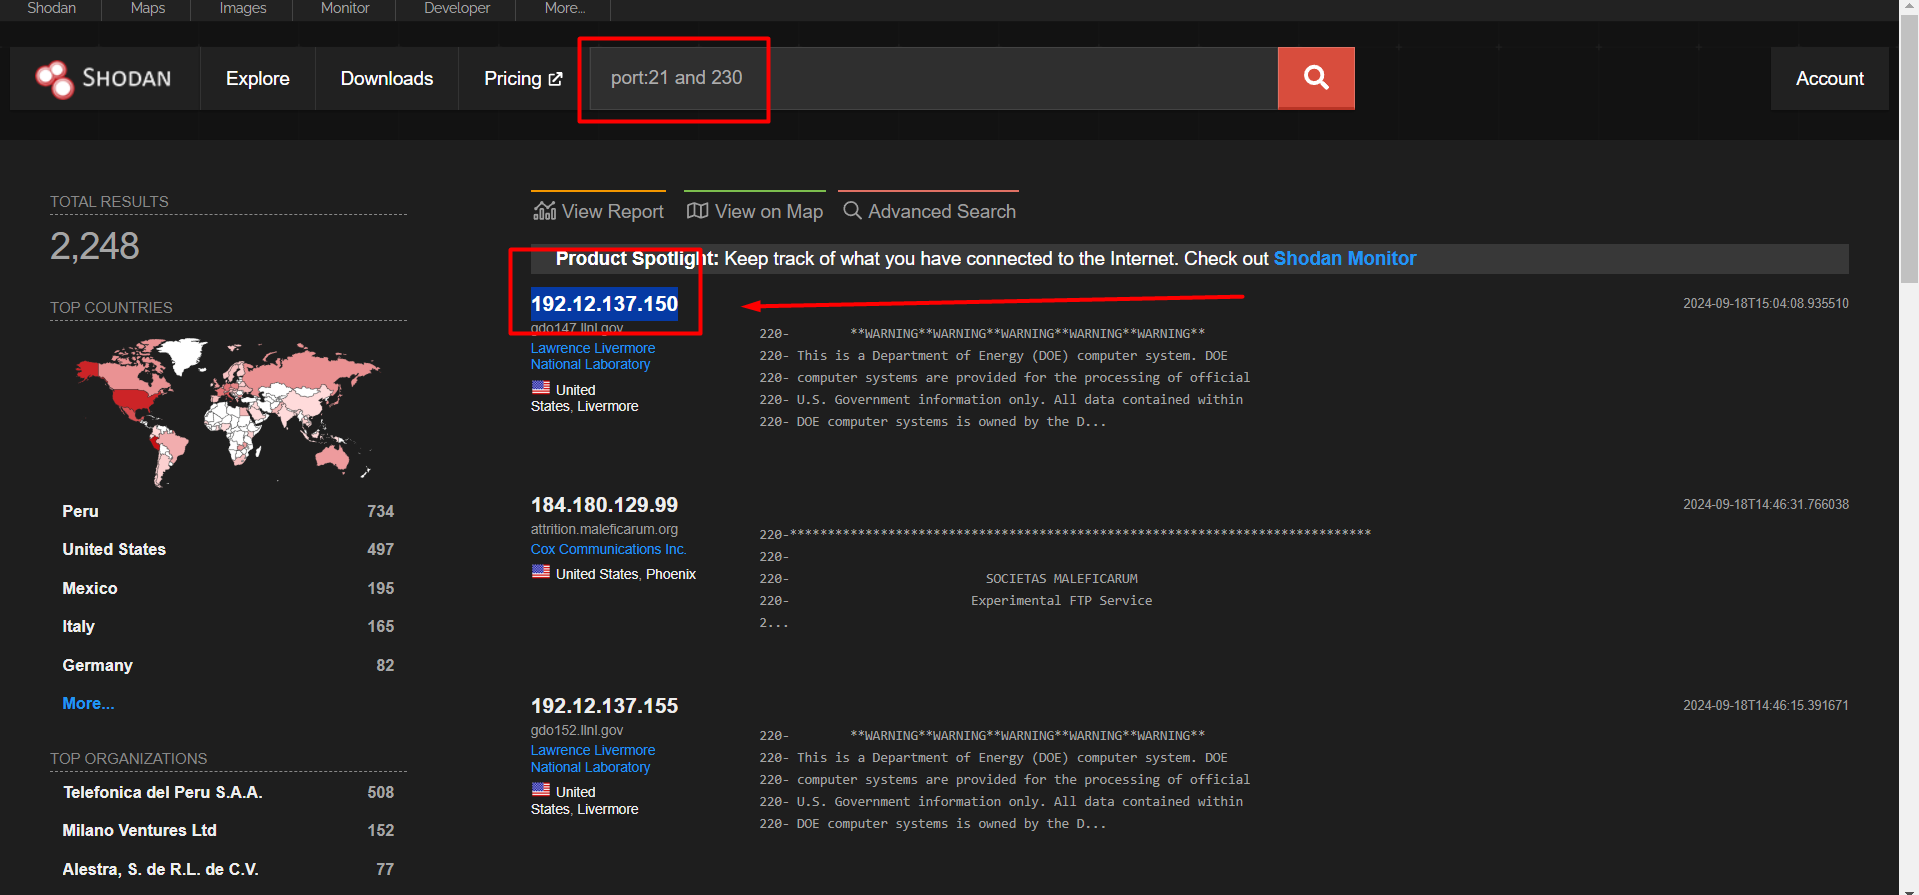 Shodan Maps Images Monitor Developer More...
SHODAN Explore Downloads Pricing port:21 and 230 Account
TOTAL RESULTS
2,248
TOP COUNTRIES
Peru 734
United States 497
Mexico 195
Italy 165
Germany 82
More...
TOP ORGANIZATIONS
Telefonica del Peru S.A.A. 508
Milano Ventures Ltd 152
Alestra, S. de R.L. de C.V. 77
View Report View on Map Advanced Search
Product Spotlight: Keep track of what you have connected to the Internet. Check out Shodan Monitor
192.12.137.150
gdo147.llnl.gov
Lawrence Livermore
National Laboratory
United
States, Livermore
2024-09-18T15:04:08.935510
220- **WARNING**WARNING**WARNING**WARNING**WARNING**
220- This is a Department of Energy (DOE) computer system. DOE
220- computer systems are provided for the processing of official
220- U.S. Government information only. All data contained within
220- DOE computer systems is owned by the D...
184.180.129.99
attrition.maleficarum.org
Cox Communications Inc.
United States, Phoenix
2024-09-18T14:46:31.766038
220-*****************************************************************************
220-
220- SOCIETAS MALEFICARUM
220- Experimental FTP Service
2...
192.12.137.155
gdo152.llnl.gov
Lawrence Livermore
National Laboratory
United
States, Livermore
2024-09-18T14:46:15.391671
220- **WARNING**WARNING**WARNING**WARNING**WARNING**
220- This is a Department of Energy (DOE) computer system. DOE
220- computer systems are provided for the processing of official
220- U.S. Government information only. All data contained within
220- DOE computer systems is owned by the D...